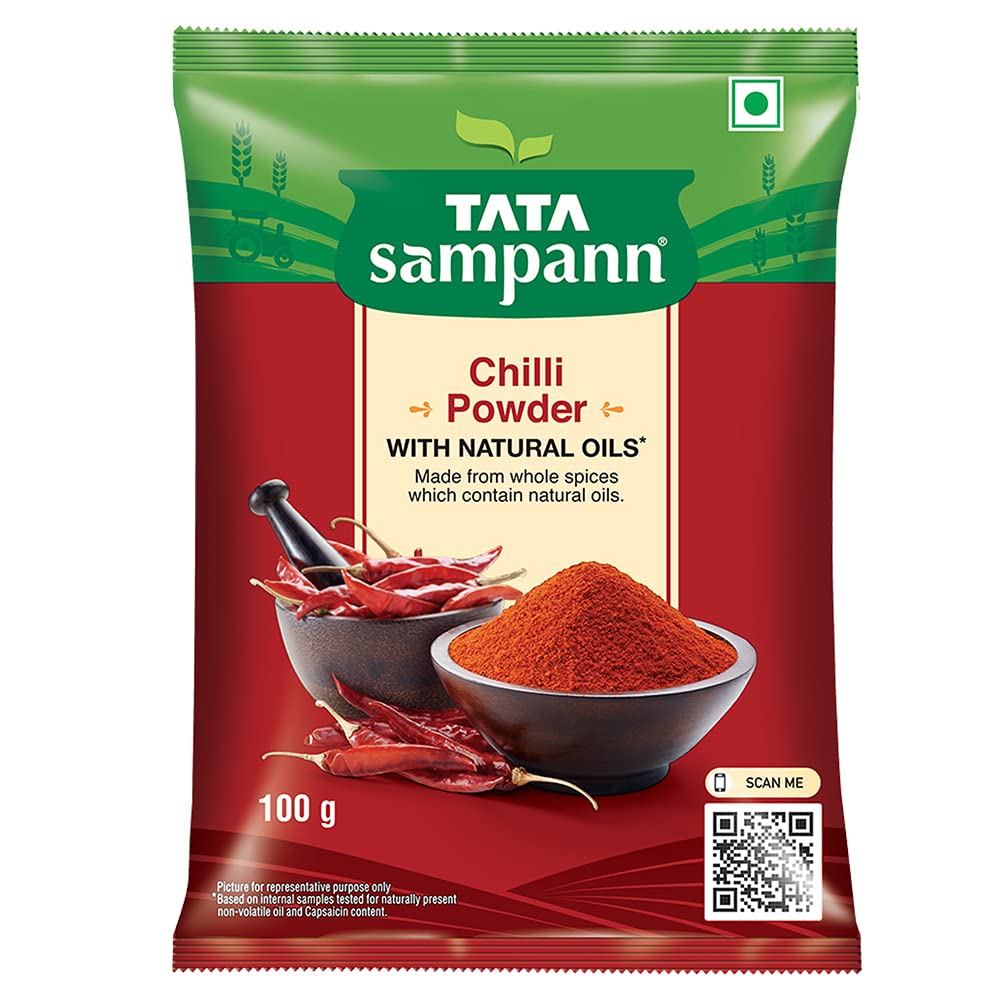 TATA
sampann®
Chilli
Powder
WITH NATURAL OILS*
Made from whole spices
which contain natural oils.
100 g
SCAN ME
Picture for representative purpose only
*Based on internal samples tested for naturally present
non-volatile oil and Capsaicin content.